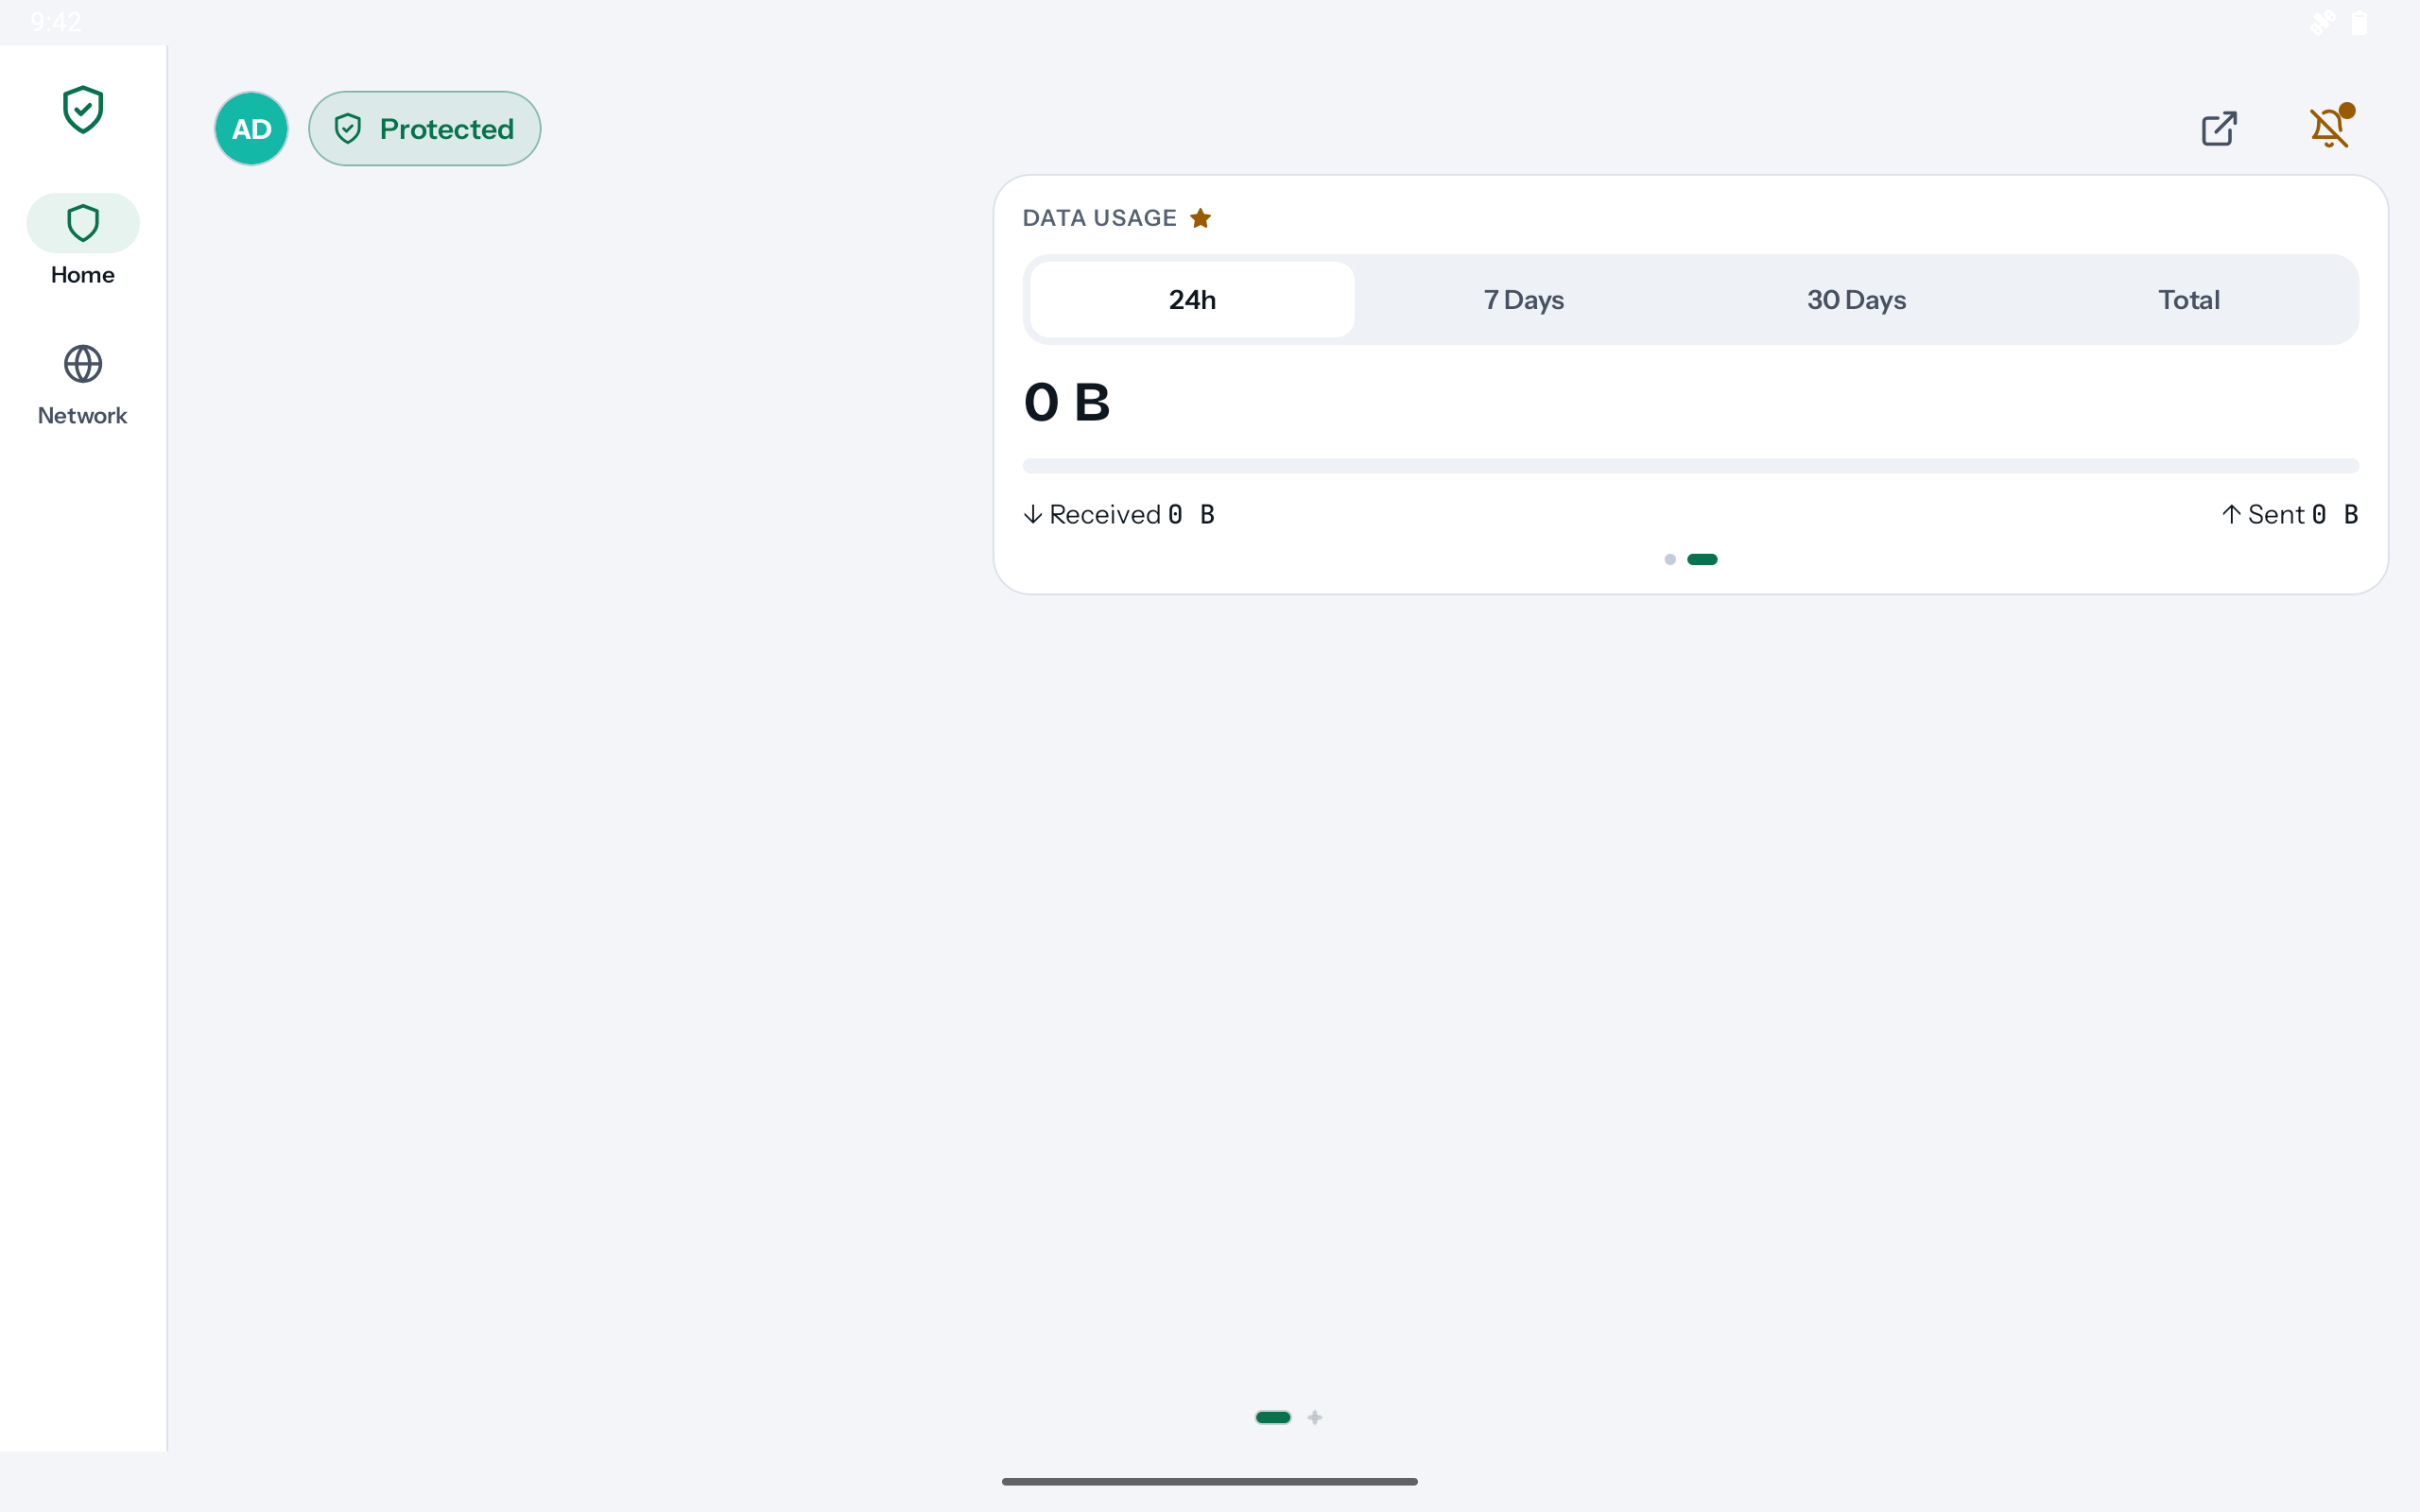 9:42
AD
Protected
Home
Network
DATA USAGE
24h
7 Days
30 Days
Total
0 B
Received 0 B
Sent 0 B